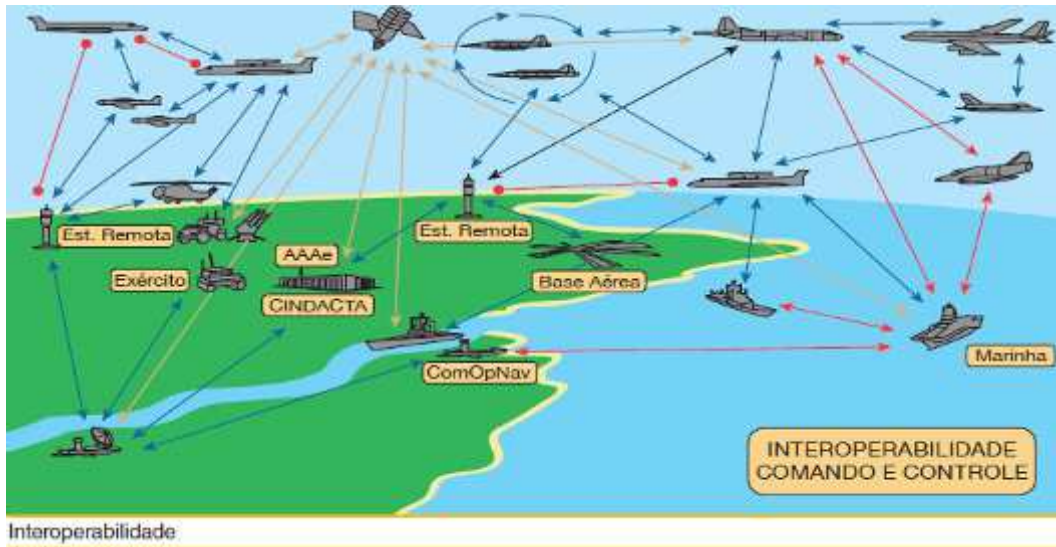 Est. Remota
Est. Remota
AAAe
Exército
Base Aérea
CINDACTA
Marinha
ComOpNav
INTEROPERABILIDADE
COMANDO E CONTROLE
Interoperabilidade